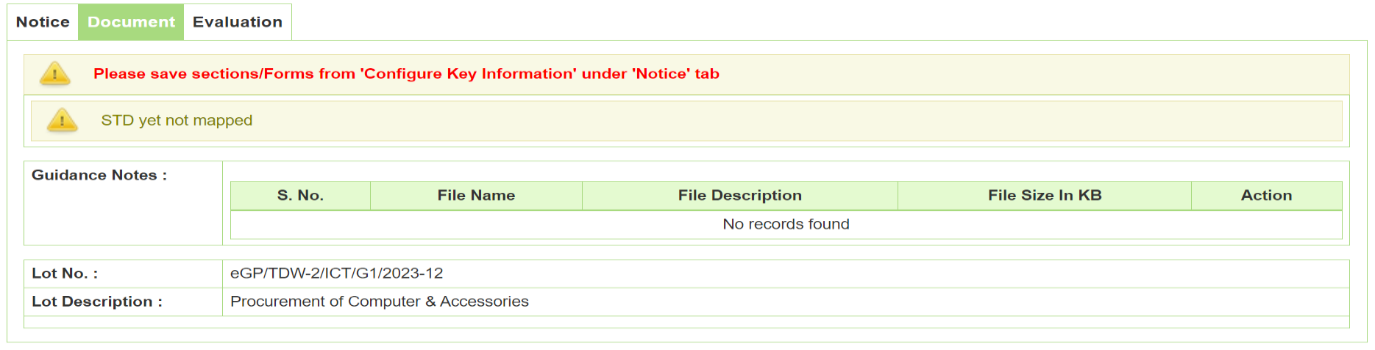 Notice Document Evaluation
Please save sections/Forms from 'Configure Key Information' under 'Notice' tab
STD yet not mapped
Guidance Notes :
S. No. File Name File Description File Size In KB Action
No records found
Lot No. : eGP/TDW-2/ICT/G1/2023-12
Lot Description : Procurement of Computer & Accessories